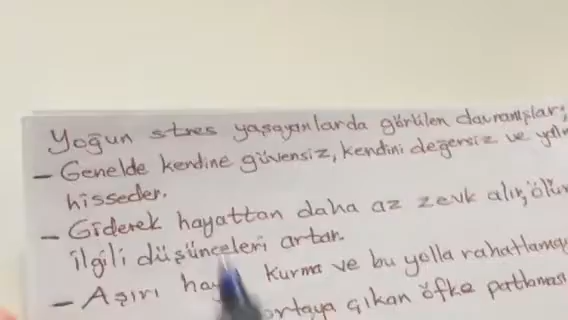 Yoğun stres yaşayanlarda görülen davranışlar;
– Genelde kendine güvensiz, kendini değersiz ve
hisseder.
– Giderek hayattan daha az zevk alır,
ilgili düşünceleri artar.
– Aşırı kurma ve bu yolla
ortaya çıkan öfke patlaması